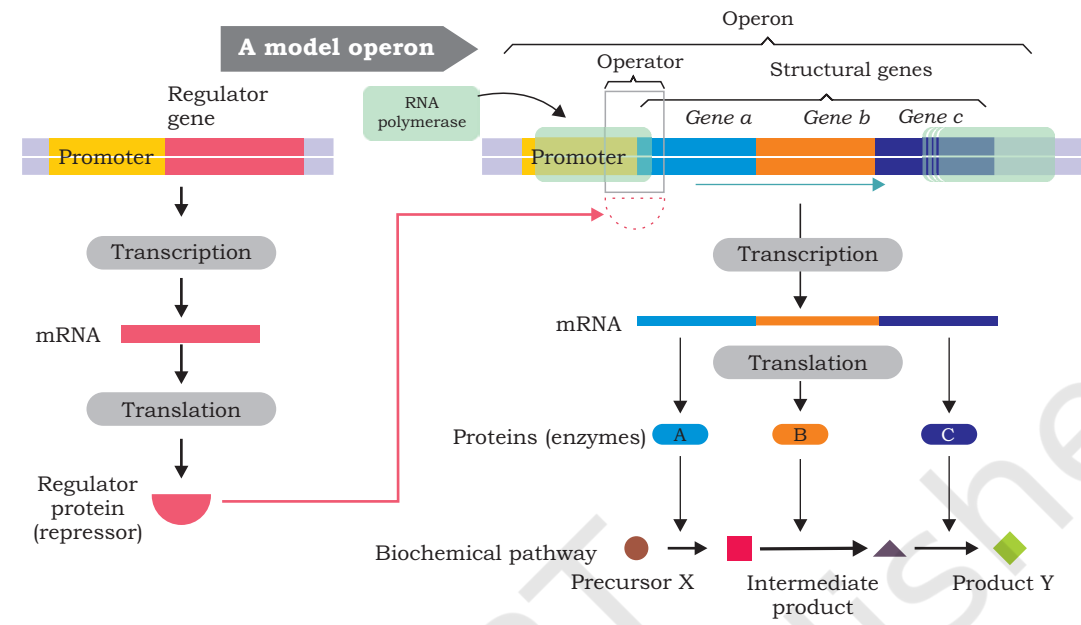 Operon
A model operon
Operator
Structural genes
Regulator
gene
RNA
polymerase
Gene a
Gene b
Gene c
Promoter
Promoter
Transcription
Transcription
mRNA
mRNA
Translation
Translation
Proteins (enzymes)
A
B
C
Regulator
protein
(repressor)
Biochemical pathway
Precursor X
Intermediate
product
Product Y